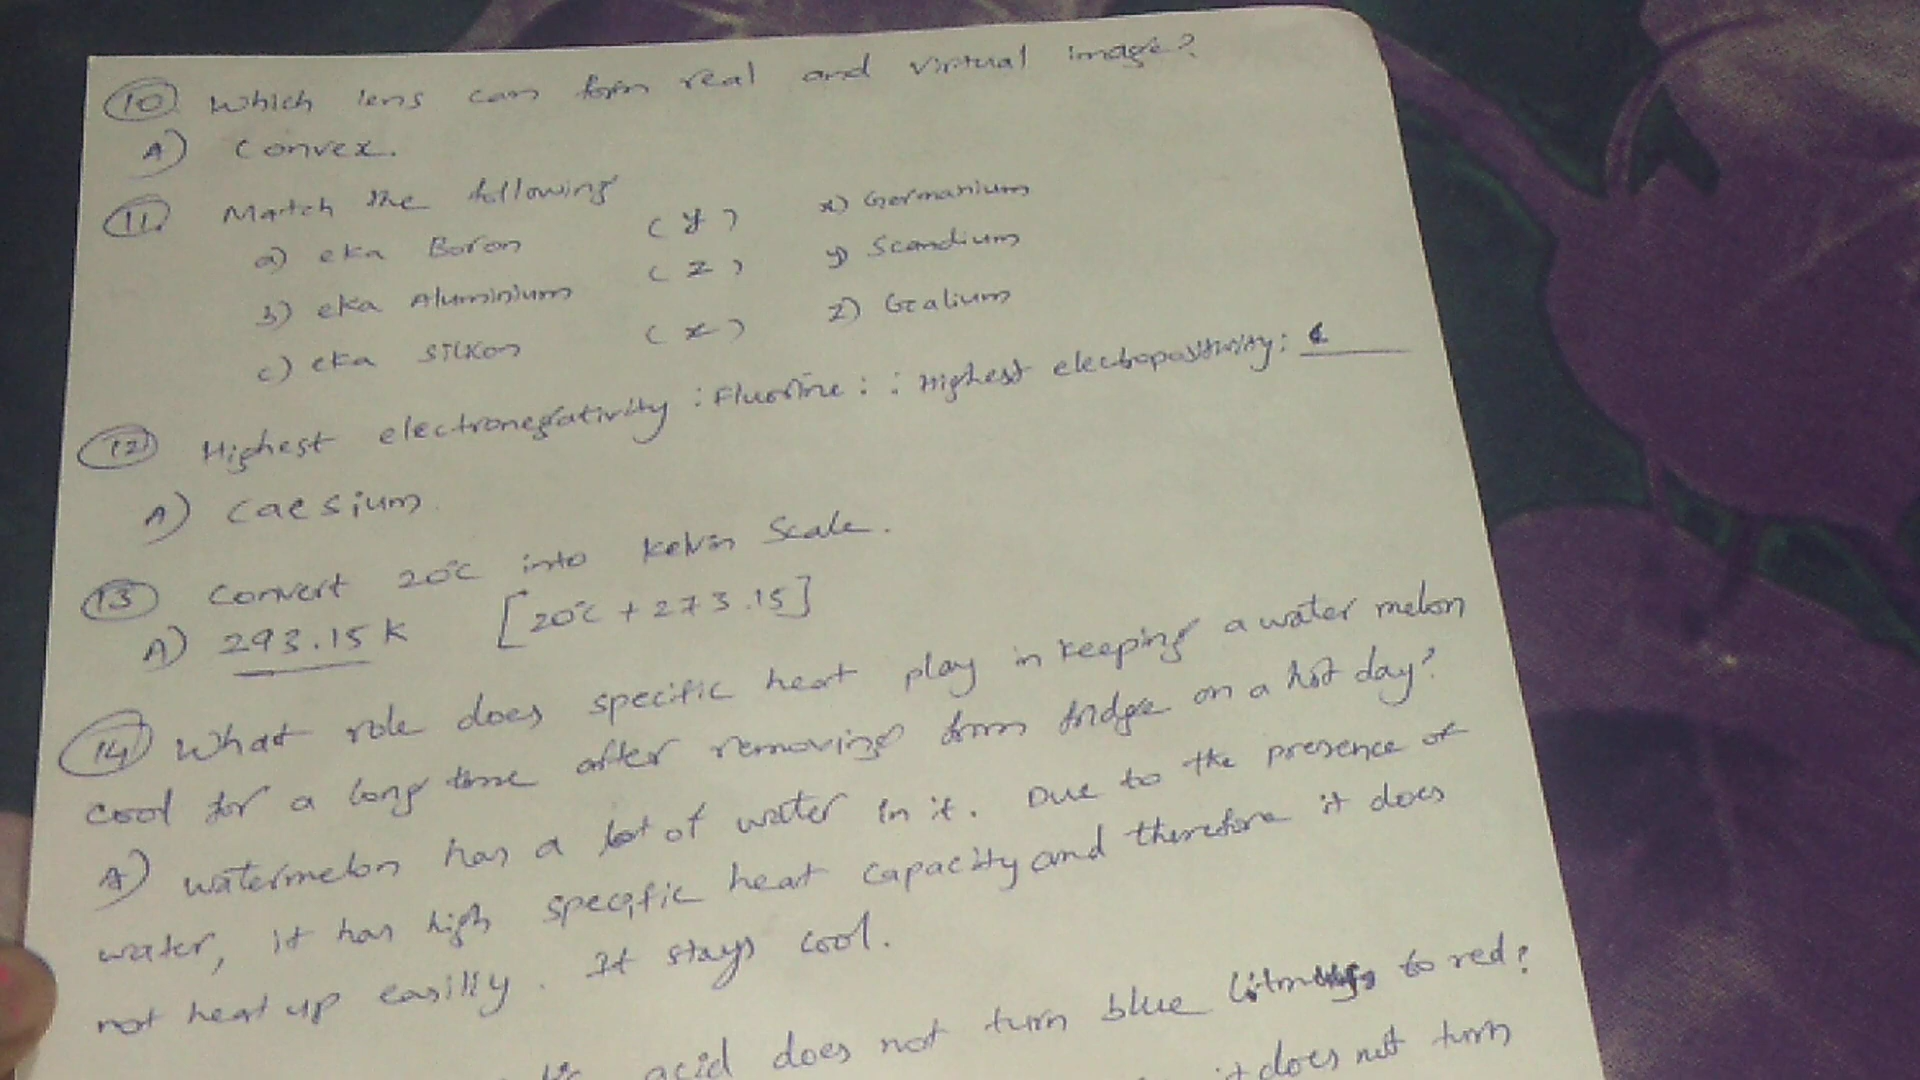 10 Which lens can form real and virtual image?
A) Convex.
11. Match the following
a) eka Boron (y) x) Germanium
b) eka Aluminium (z) y) Scandium
c) eka silicon (x) z) Galium
12 Highest electronegativity : Fluorine : : Highest electropositivity :
A) Caesium.
13 Convert 20°c into kelvin Scale.
A) 293.15 K [20°c + 273.15]
14 What role does specific heat play in keeping a water melon
cool for a long time after removing from fridge on a hot day?
A) watermelon has a lot of water in it. Due to the presence of
water, it has high specific heat capacity and therefore it does
not heat up easilly. It stays cool.
acid does not turn blue litmus to red?
it does not turn